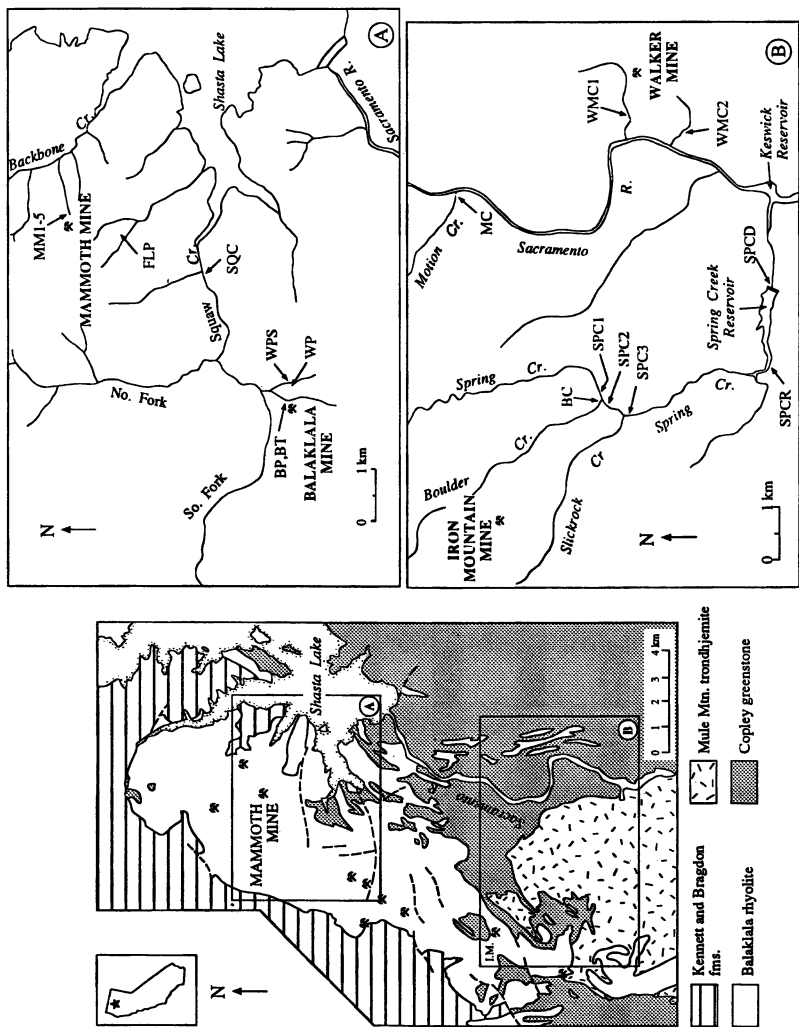 MAMMOTH
MINE
Shasta Lake
Sacramento
I.M.
A
B
N
0 1 2 3 4 km
Kennett and Bragdon
fms.
Balaklala rhyolite
Mule Mtn. trondhjemite
Copley greenstone
A
Backbone
Cr.
MM1-5
MAMMOTH MINE
FLP
Shasta Lake
Sacramento R.
No. Fork
Squaw
Cr.
SQC
So. Fork
WPS
WP
BP,BT
BALAKLALA
MINE
N
0 1 km
B
Motion
Cr.
MC
Sacramento
R.
WMC1
WALKER
MINE
WMC2
Keswick
Reservoir
Spring
Cr.
BC
SPC1
SPC2
SPC3
Boulder
Cr.
IRON
MOUNTAIN
MINE
Slickrock
Cr
Spring
Cr.
SPCD
Spring Creek
Reservoir
SPCR
N
0 1 km